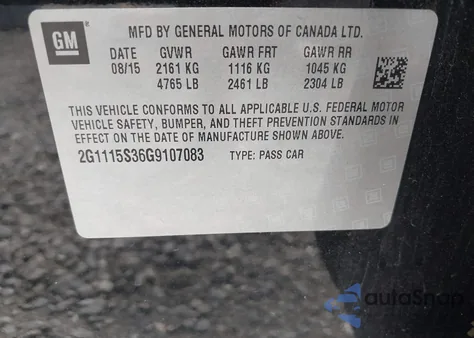 GM
MFD BY GENERAL MOTORS OF CANADA LTD.
DATE GVWR GAWR FRT GAWR RR
08/15 2161 KG 1116 KG 1045 KG
4765 LB 2461 LB 2304 LB
THIS VEHICLE CONFORMS TO ALL APPLICABLE U.S. FEDERAL MOTOR
VEHICLE SAFETY, BUMPER, AND THEFT PREVENTION STANDARDS IN
EFFECT ON THE DATE OF MANUFACTURE SHOWN ABOVE.
2G1115S36G9107083 TYPE: PASS CAR
autoSnap